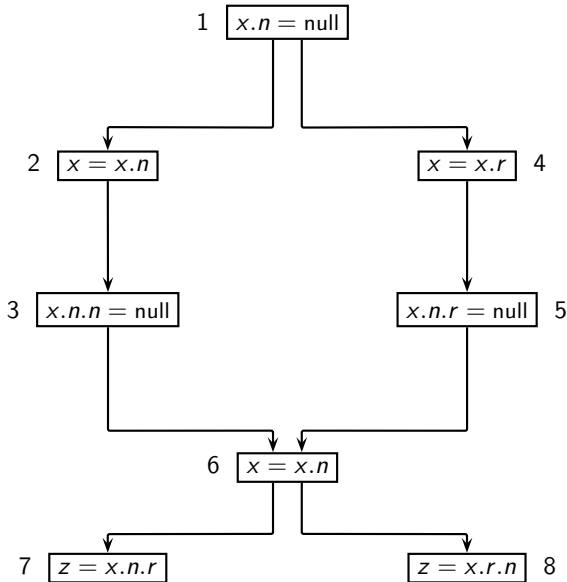 1 x.n = null
2 x = x.n
x = x.r 4
3 x.n.n = null
x.n.r = null 5
6 x = x.n
7 z = x.n.r
z = x.r.n 8